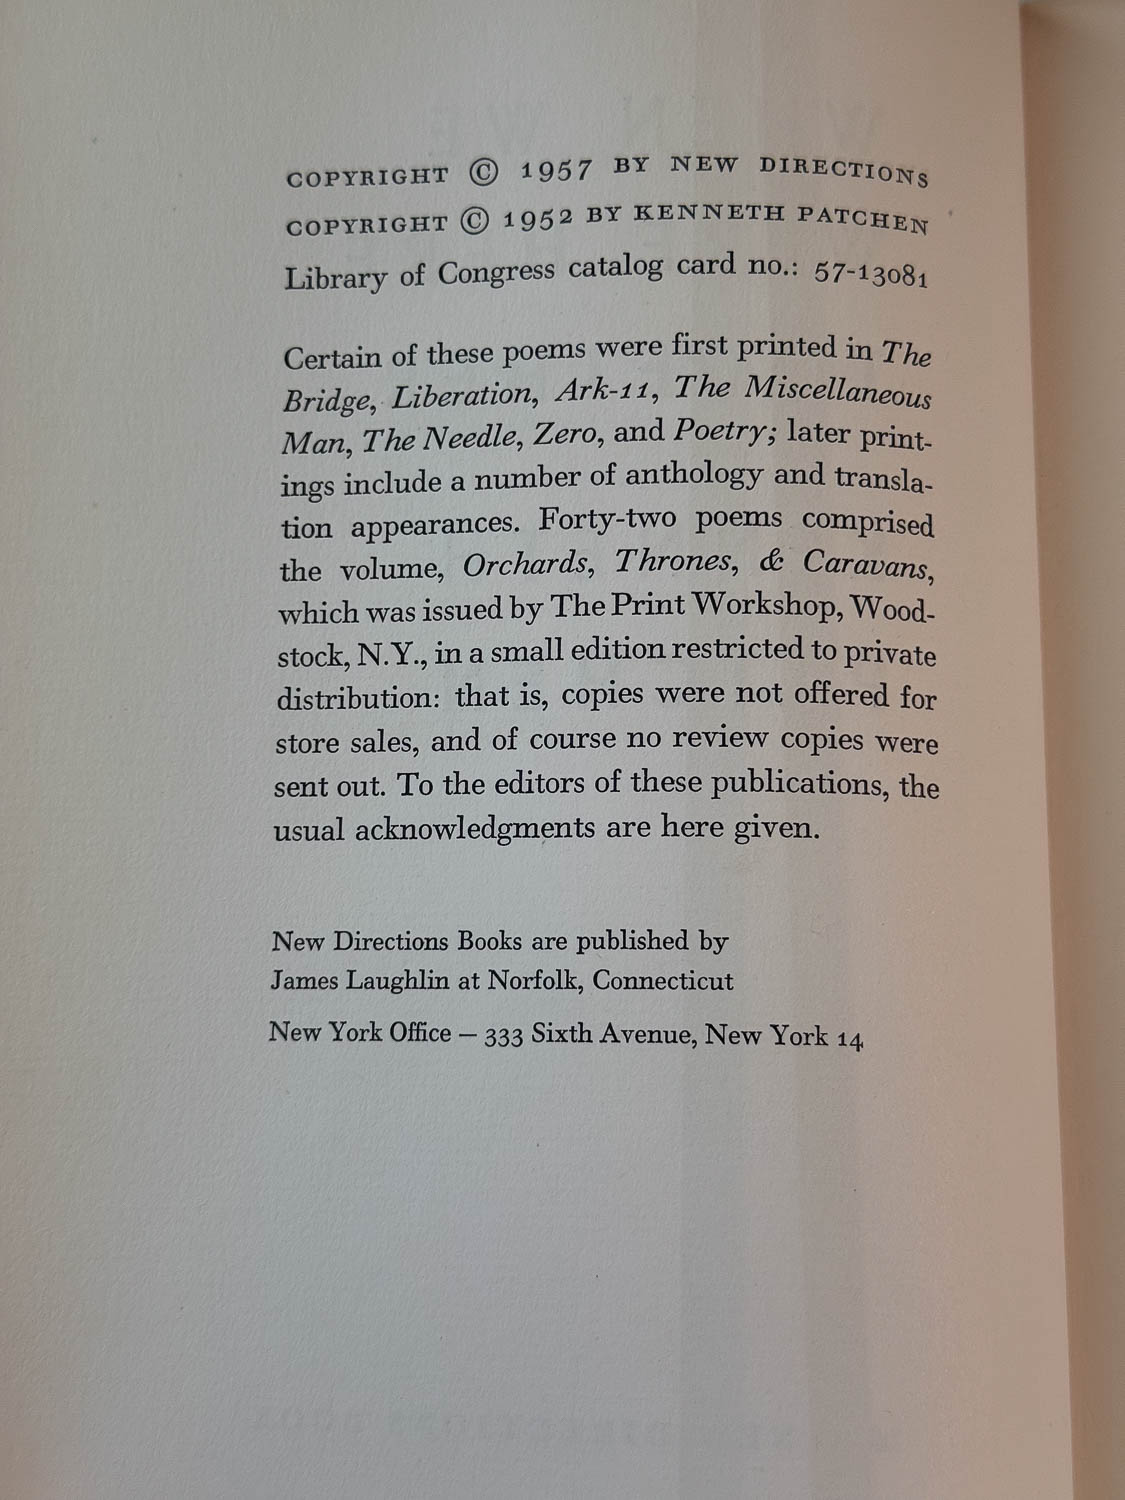 COPYRIGHT © 1957 BY NEW DIRECTIONS
COPYRIGHT © 1952 BY KENNETH PATCHEN
Library of Congress catalog card no.: 57-13081
Certain of these poems were first printed in The
Bridge, Liberation, Ark-11, The Miscellaneous
Man, The Needle, Zero, and Poetry; later print-
ings include a number of anthology and transla-
tion appearances. Forty-two poems comprised
the volume, Orchards, Thrones, & Caravans,
which was issued by The Print Workshop, Wood-
stock, N.Y., in a small edition restricted to private
distribution: that is, copies were not offered for
store sales, and of course no review copies were
sent out. To the editors of these publications, the
usual acknowledgments are here given.
New Directions Books are published by
James Laughlin at Norfolk, Connecticut
New York Office — 333 Sixth Avenue, New York 14